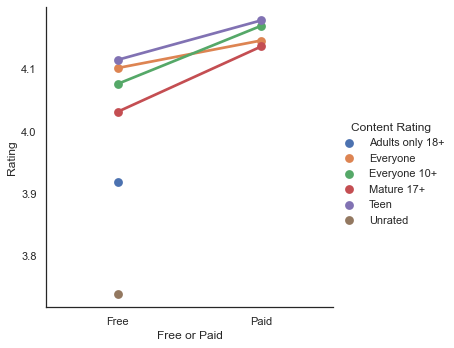 4.1
4.0
3.9
3.8
Rating
Free
Paid
Free or Paid
Content Rating
Adults only 18+
Everyone
Everyone 10+
Mature 17+
Teen
Unrated